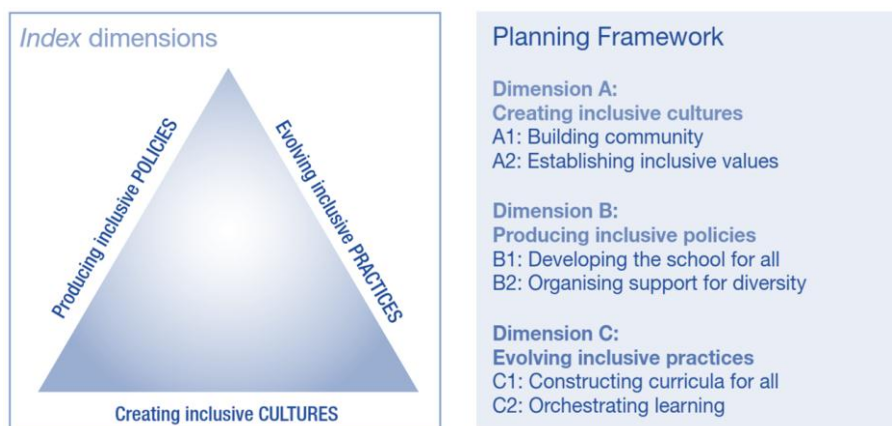 Index dimensions
Producing inclusive POLICIES
Evolving inclusive PRACTICES
Creating inclusive CULTURES
Planning Framework
Dimension A:
Creating inclusive cultures
A1: Building community
A2: Establishing inclusive values
Dimension B:
Producing inclusive policies
B1: Developing the school for all
B2: Organising support for diversity
Dimension C:
Evolving inclusive practices
C1: Constructing curricula for all
C2: Orchestrating learning